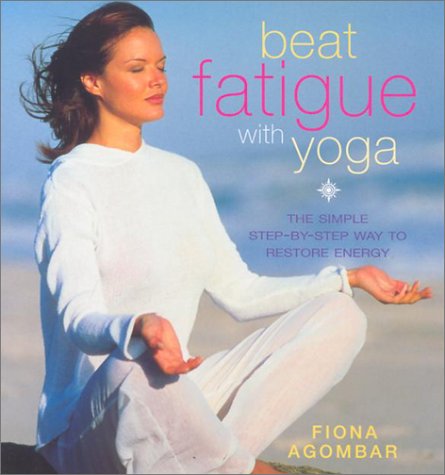 beat
fatigue
with yoga
THE SIMPLE
STEP-BY-STEP WAY TO
RESTORE ENERGY
FIONA
AGOMBAR